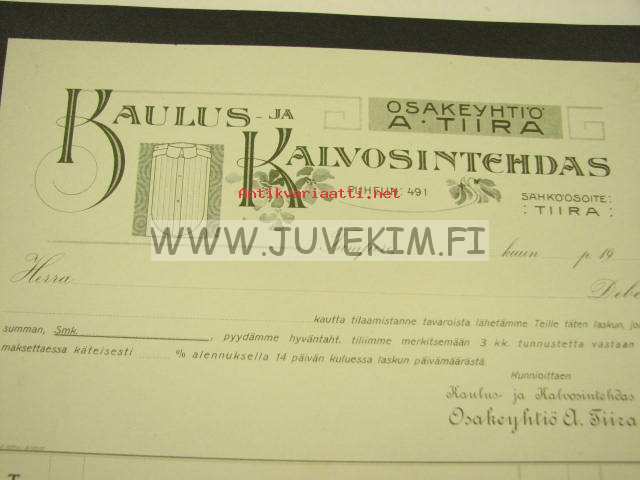 OSAKEYHTIÖ
A. TIIRA
KAULUS- JA
KALVOSINTEHDAS
PUHELIN: 491
SÄHKÖOSOITE:
: TIIRA :
Antikvariaatti.net
WWW.JUVEKIM.FI
kuun p. 19
Herra
Debe
kautta tilaamistanne tavaroista lähetämme Teille täten laskun, jo
summan, Smk. , pyydämme hyväntaht. tiliimme merkitsemään 3 kk. tunnustetta vastaan
maksettaessa käteisesti % alennuksella 14 päivän kuluessa laskun päivämäärästä.
Kunnioittaen
Kaulus- ja Kalvosintehdas
Osakeyhtiö A. Tiira